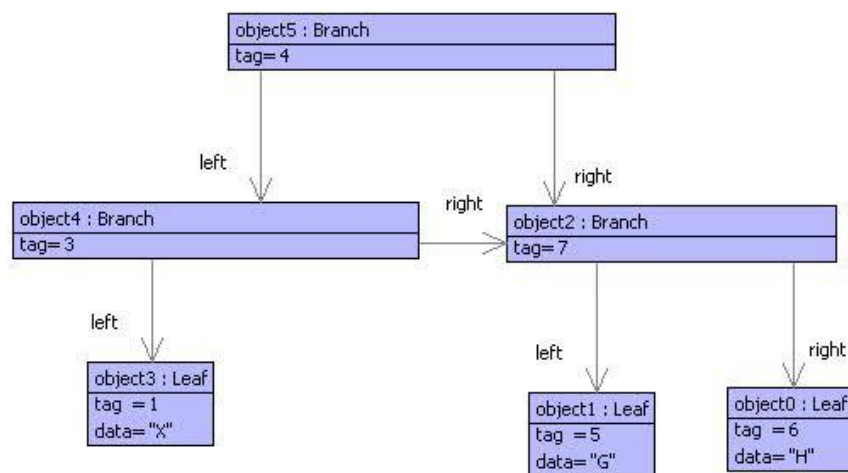 object5 : Branch
tag= 4
left
right
object4 : Branch
tag= 3
right
object2 : Branch
tag= 7
left
left
right
object3 : Leaf
tag =1
data= "X"
object1 : Leaf
tag =5
data= "G"
object0 : Leaf
tag =6
data= "H"